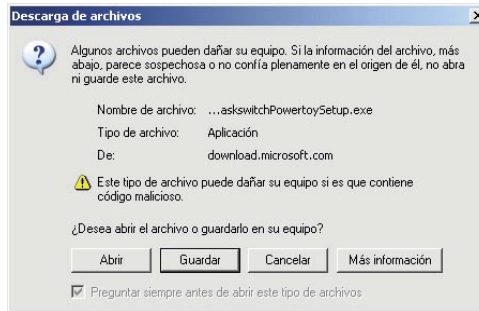 Descarga de archivos
Algunos archivos pueden dañar su equipo. Si la información del archivo, más
abajo, parece sospechosa o no confía plenamente en el origen de él, no abra
ni guarde este archivo.
Nombre de archivo: ...askswitchPowertoySetup.exe
Tipo de archivo: Aplicación
De: download.microsoft.com
Este tipo de archivo puede dañar su equipo si es que contiene
código malicioso.
¿Desea abrir el archivo o guardarlo en su equipo?
Abrir Guardar Cancelar Más información
Preguntar siempre antes de abrir este tipo de archivos